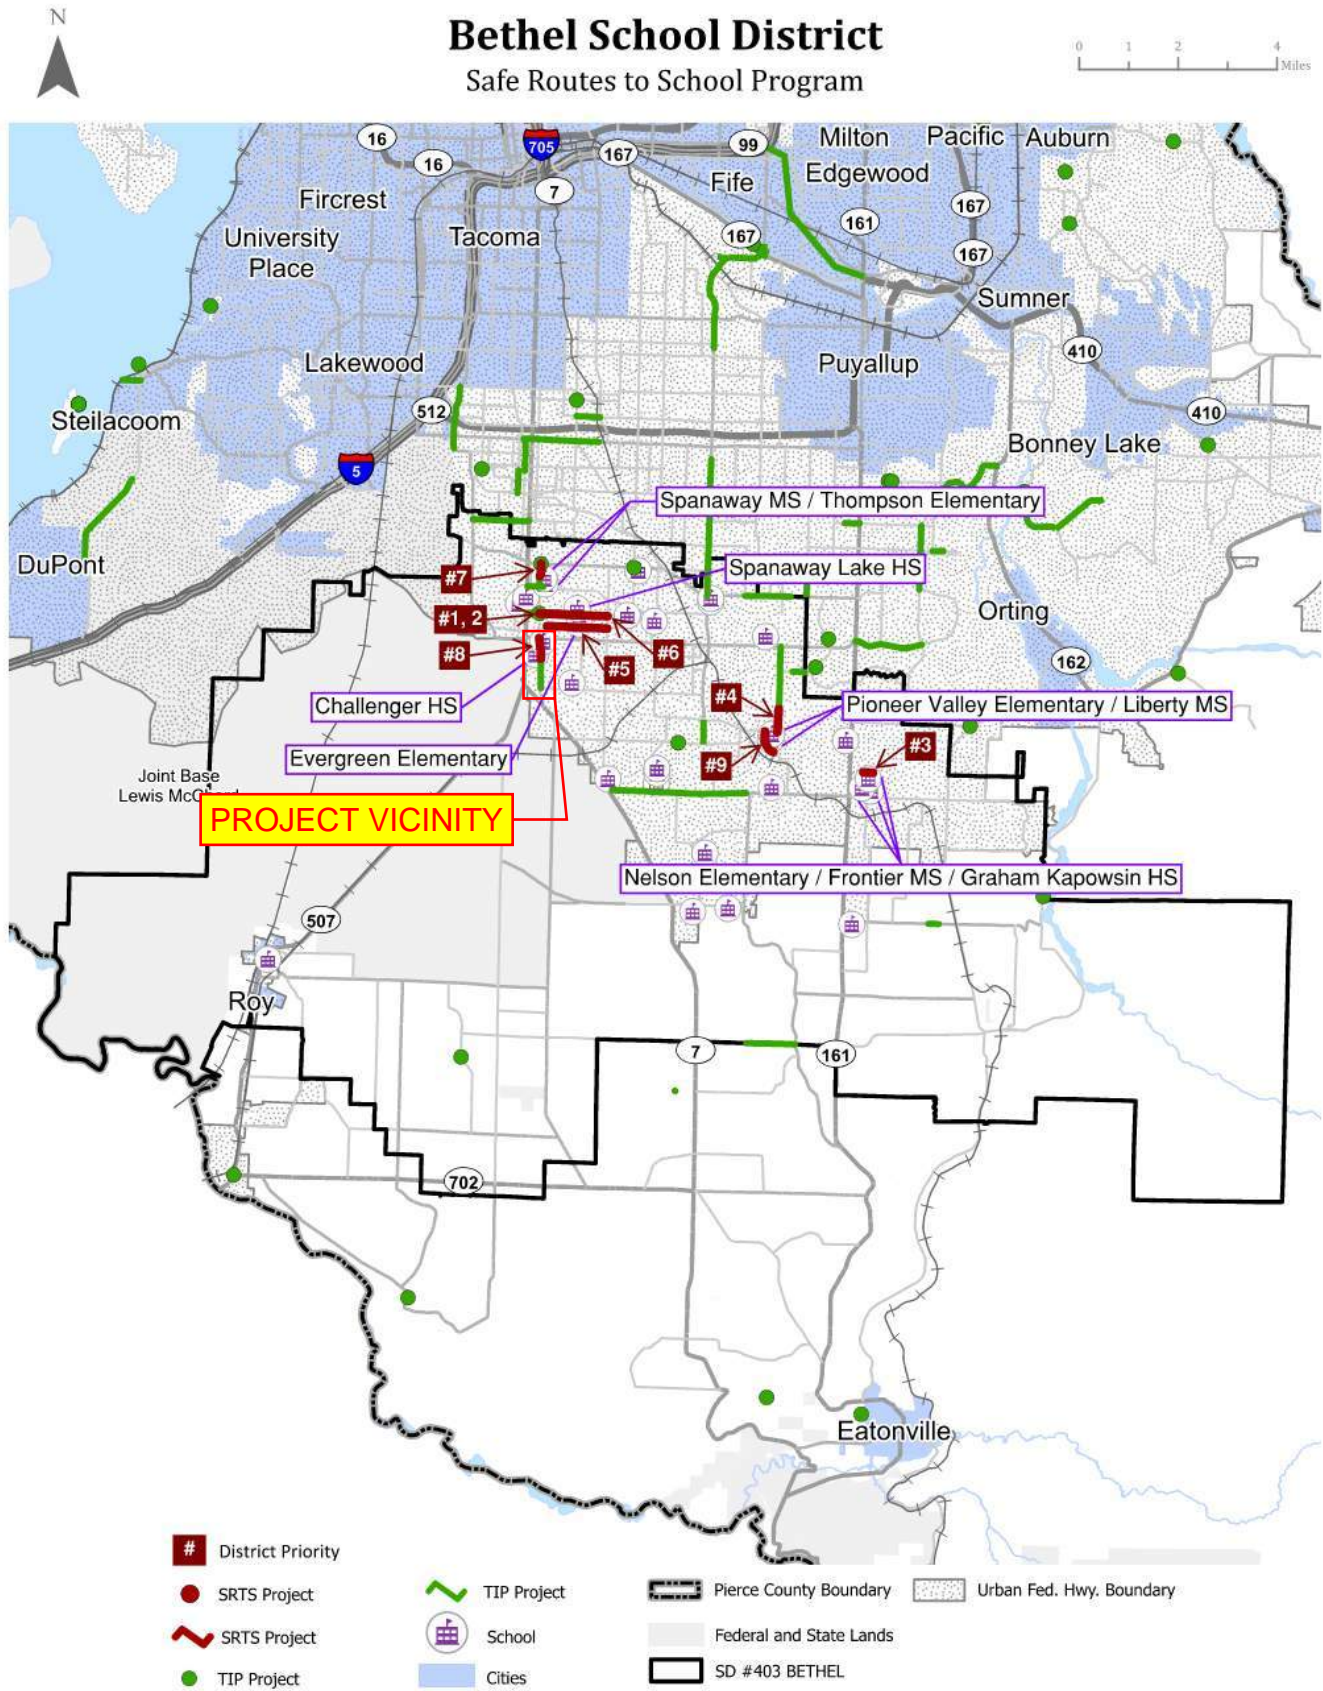 N
Bethel School District
Safe Routes to School Program
0 1 2 4
Miles
16
705
167
99
Milton
Pacific
Auburn
16
7
Fife
Edgewood
Fircrest
167
161
167
University
Place
Tacoma
167
Sumner
Lakewood
Puyallup
410
Steilacoom
512
410
Bonney Lake
5
Spanaway MS / Thompson Elementary
DuPont
#7
Spanaway Lake HS
#1, 2
Orting
#8
#6
#5
162
#4
Challenger HS
Pioneer Valley Elementary / Liberty MS
#3
Evergreen Elementary
#9
Joint Base
Lewis McChord
PROJECT VICINITY
Nelson Elementary / Frontier MS / Graham Kapowsin HS
507
Roy
7
161
702
Eatonville
# District Priority
SRTS Project
TIP Project
Pierce County Boundary
Urban Fed. Hwy. Boundary
SRTS Project
School
Federal and State Lands
TIP Project
Cities
SD #403 BETHEL